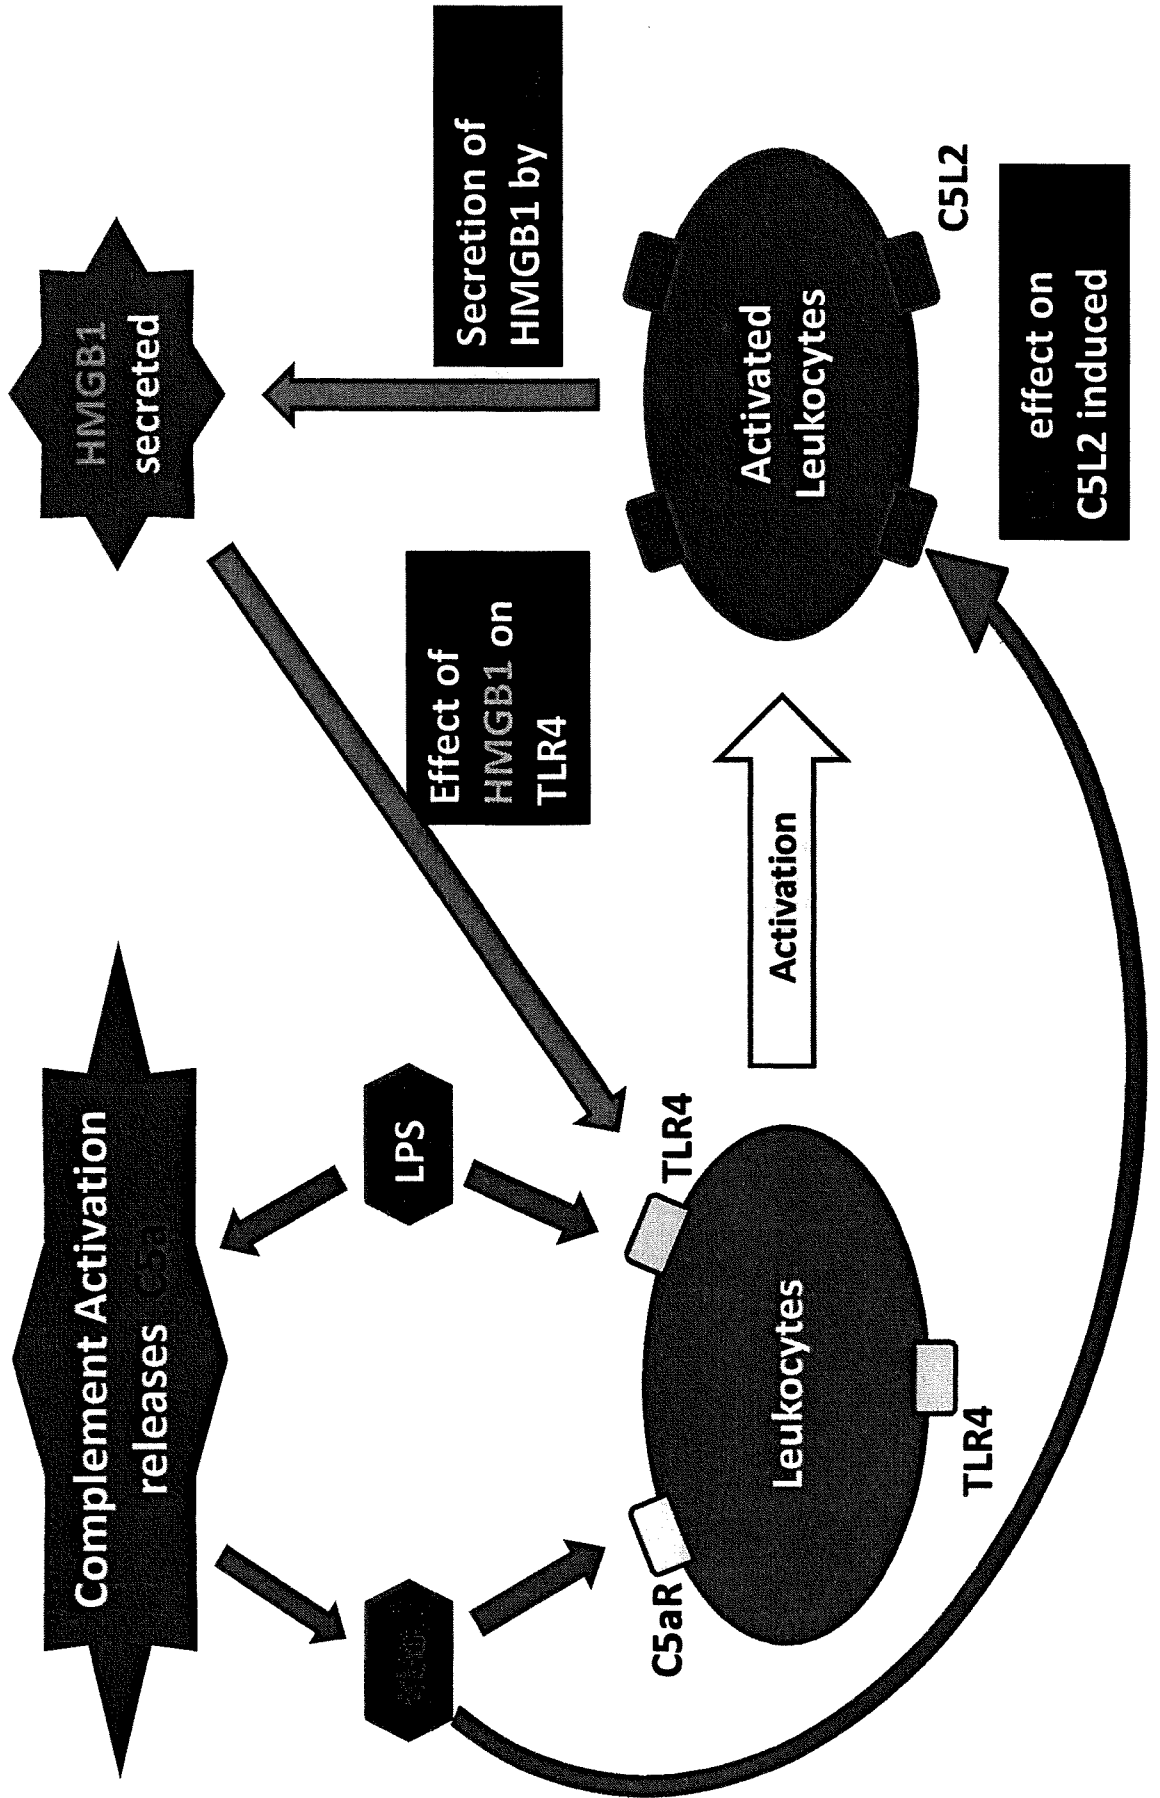 Complement Activation
releases C5a
HMGB1
secreted
LPS
Effect of
HMGB1 on
TLR4
Secretion of
HMGB1 by
C5aR
TLR4
Leukocytes
TLR4
Activation
Activated
Leukocytes
C5L2
effect on
C5L2 induced